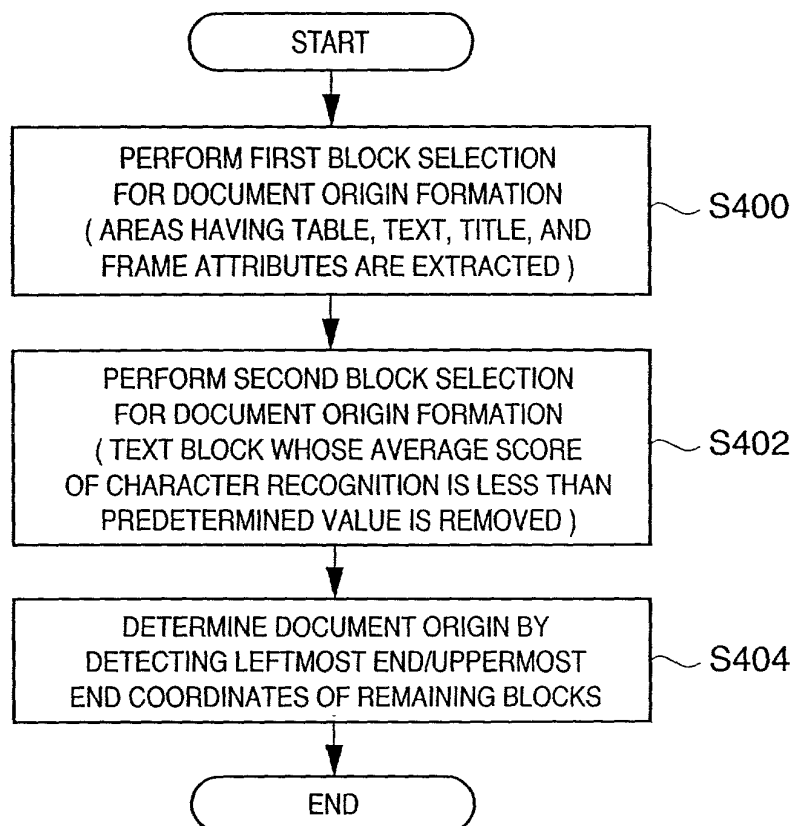 START
PERFORM FIRST BLOCK SELECTION
FOR DOCUMENT ORIGIN FORMATION
( AREAS HAVING TABLE, TEXT, TITLE, AND
FRAME ATTRIBUTES ARE EXTRACTED )
S400
PERFORM SECOND BLOCK SELECTION
FOR DOCUMENT ORIGIN FORMATION
( TEXT BLOCK WHOSE AVERAGE SCORE
OF CHARACTER RECOGNITION IS LESS THAN
PREDETERMINED VALUE IS REMOVED )
S402
DETERMINE DOCUMENT ORIGIN BY
DETECTING LEFTMOST END/UPPERMOST
END COORDINATES OF REMAINING BLOCKS
S404
END